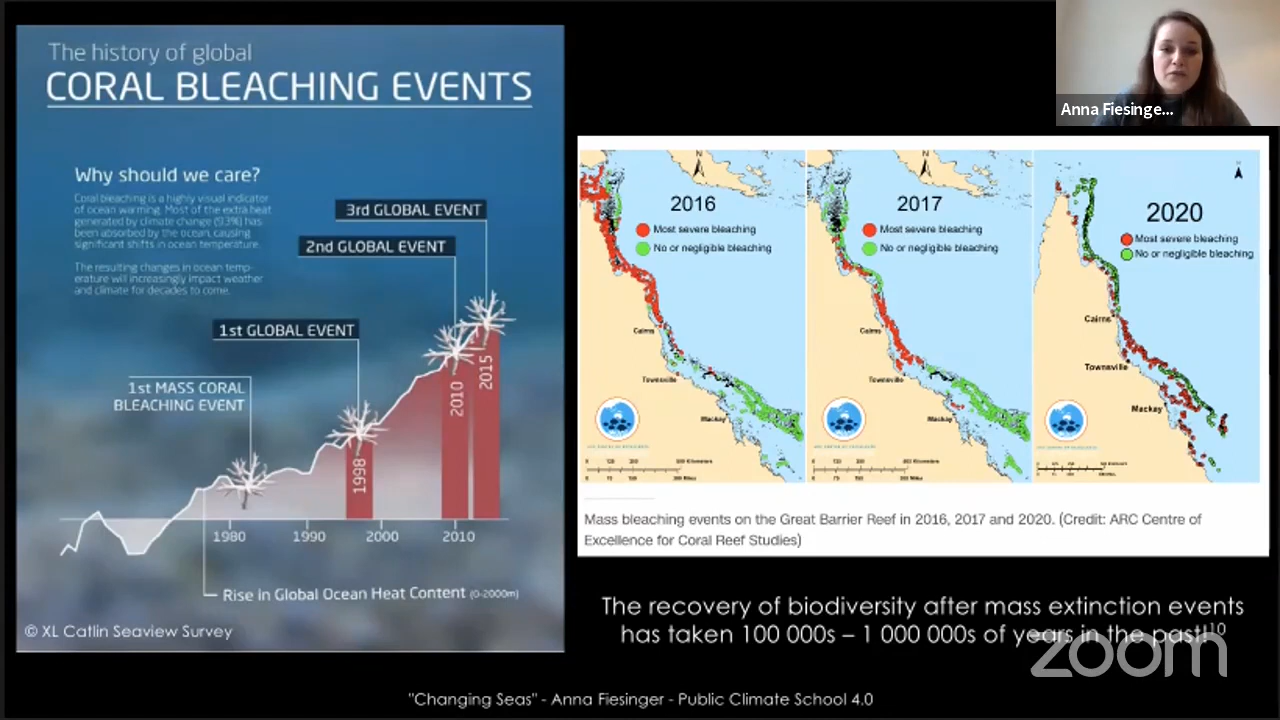 The history of global
CORAL BLEACHING EVENTS
Why should we care?
Coral bleaching is a highly visual indicator
of ocean warming. Most of the extra heat
generated by climate change (93%) has
been absorbed by the ocean, causing
significant shifts in ocean temperature.
The resulting changes in ocean temp-
erature will increasingly impact weather
and climate for decades to come.
3rd GLOBAL EVENT
2nd GLOBAL EVENT
1st GLOBAL EVENT
1st MASS CORAL
BLEACHING EVENT
1998
2010
2015
1980
1990
2000
2010
Rise in Global Ocean Heat Content (0-2000m)
© XL Catlin Seaview Survey
Anna Fiesinge...
N
2016
Most severe bleaching
No or negligible bleaching
Cairns
Townsville
Mackay
N
2017
Most severe bleaching
No or negligible bleaching
Cairns
Townsville
Mackay
2020
Most severe bleaching
No or negligible bleaching
Cairns
Townsville
Mackay
Mass bleaching events on the Great Barrier Reef in 2016, 2017 and 2020. (Credit: ARC Centre of
Excellence for Coral Reef Studies)
The recovery of biodiversity after mass extinction events
has taken 100 000s – 1 000 000s of years in the past!10
zoom
"Changing Seas" - Anna Fiesinger - Public Climate School 4.0